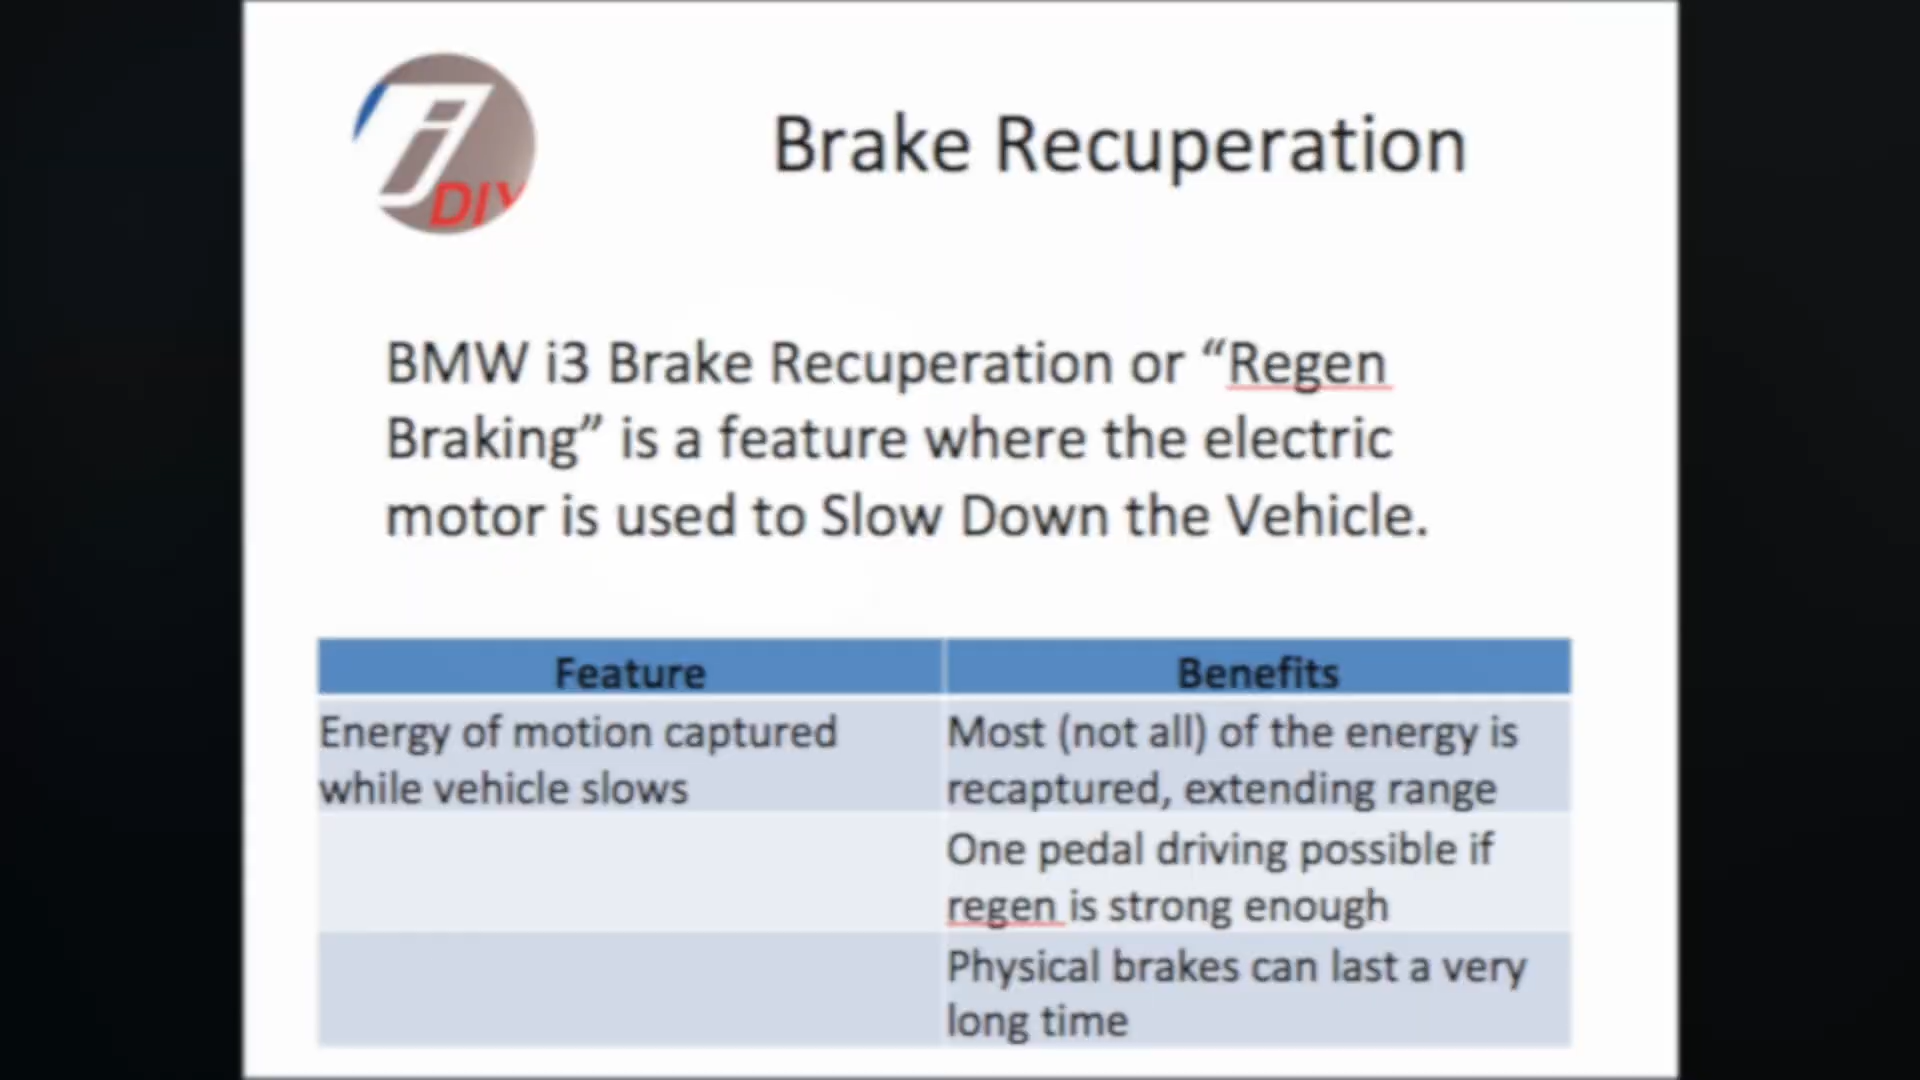 i
DIY
Brake Recuperation
BMW i3 Brake Recuperation or “Regen
Braking” is a feature where the electric
motor is used to Slow Down the Vehicle.
Feature
Benefits
Energy of motion captured
while vehicle slows
Most (not all) of the energy is
recaptured, extending range
One pedal driving possible if
regen is strong enough
Physical brakes can last a very
long time